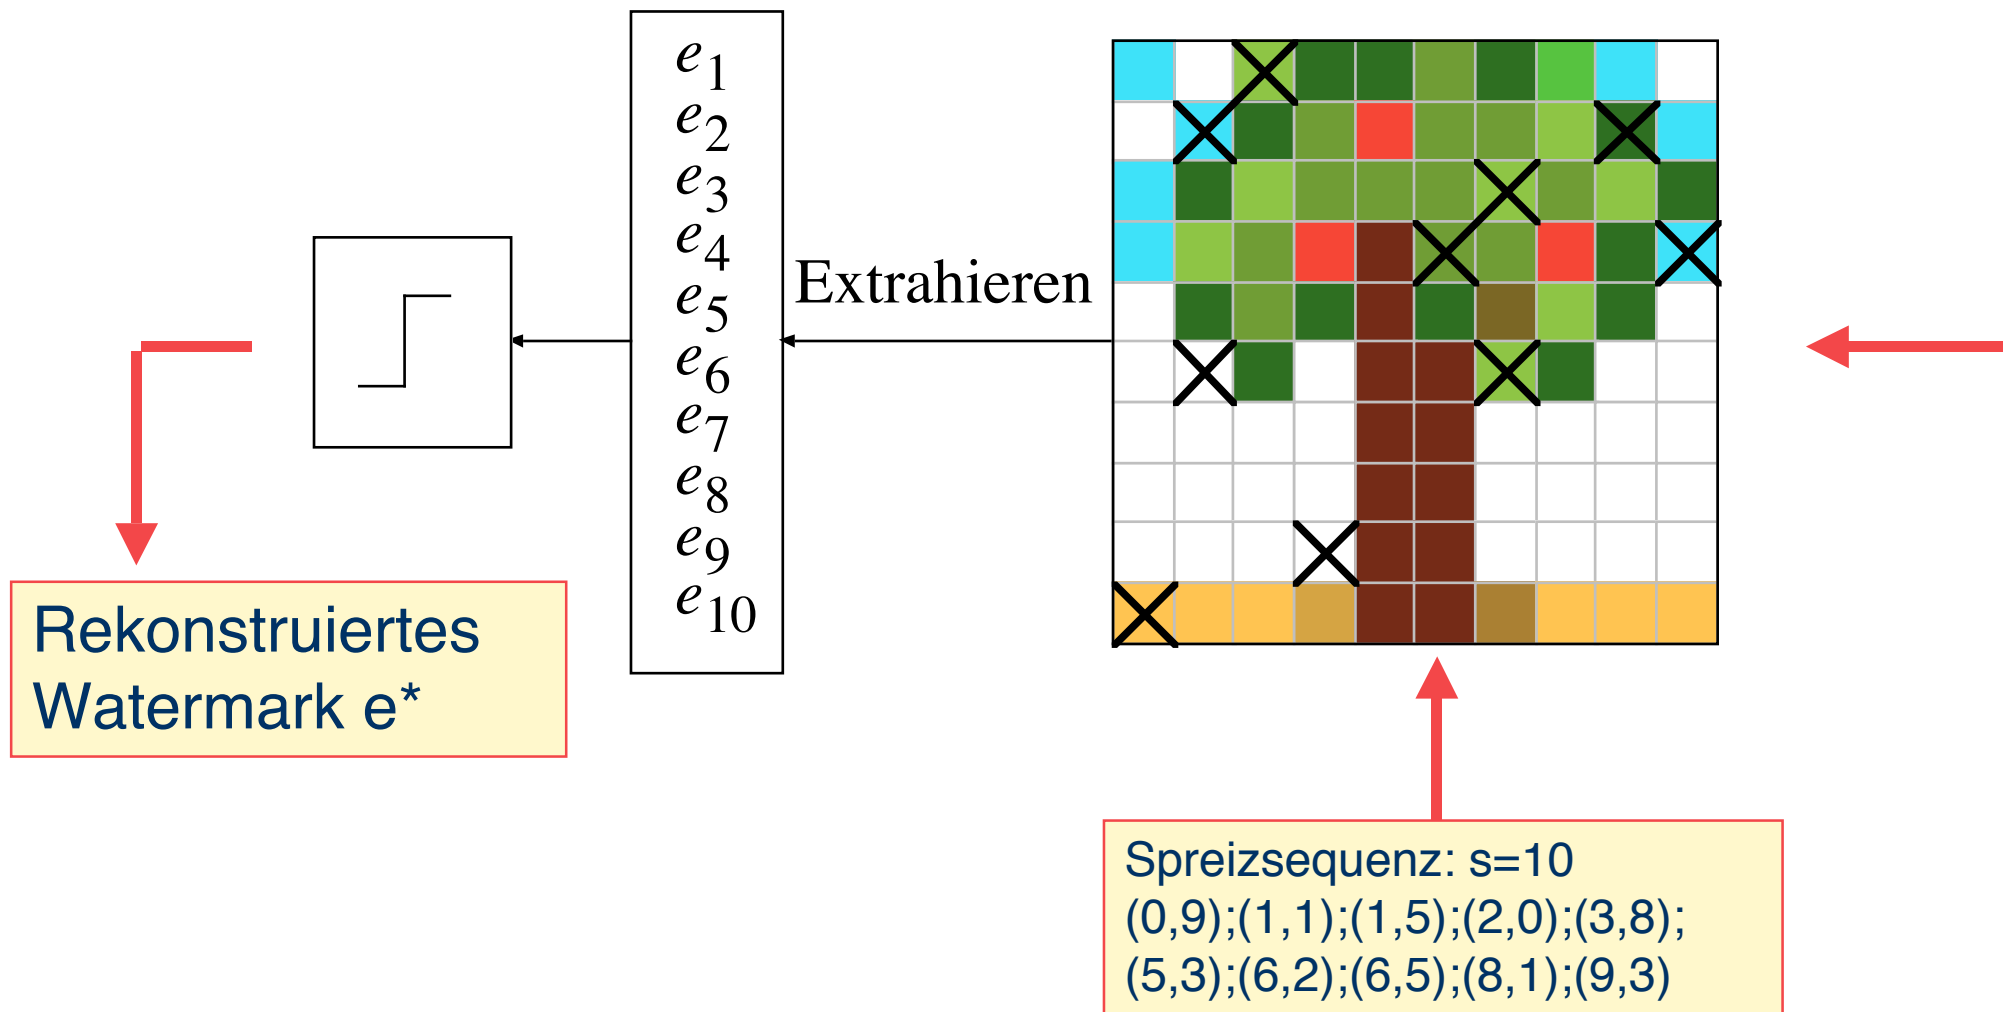 e1
e2
e3
e4
e5
e6
e7
e8
e9
e10
Extrahieren
Rekonstruiertes
Watermark e*
Spreizsequenz: s=10
(0,9);(1,1);(1,5);(2,0);(3,8);
(5,3);(6,2);(6,5);(8,1);(9,3)